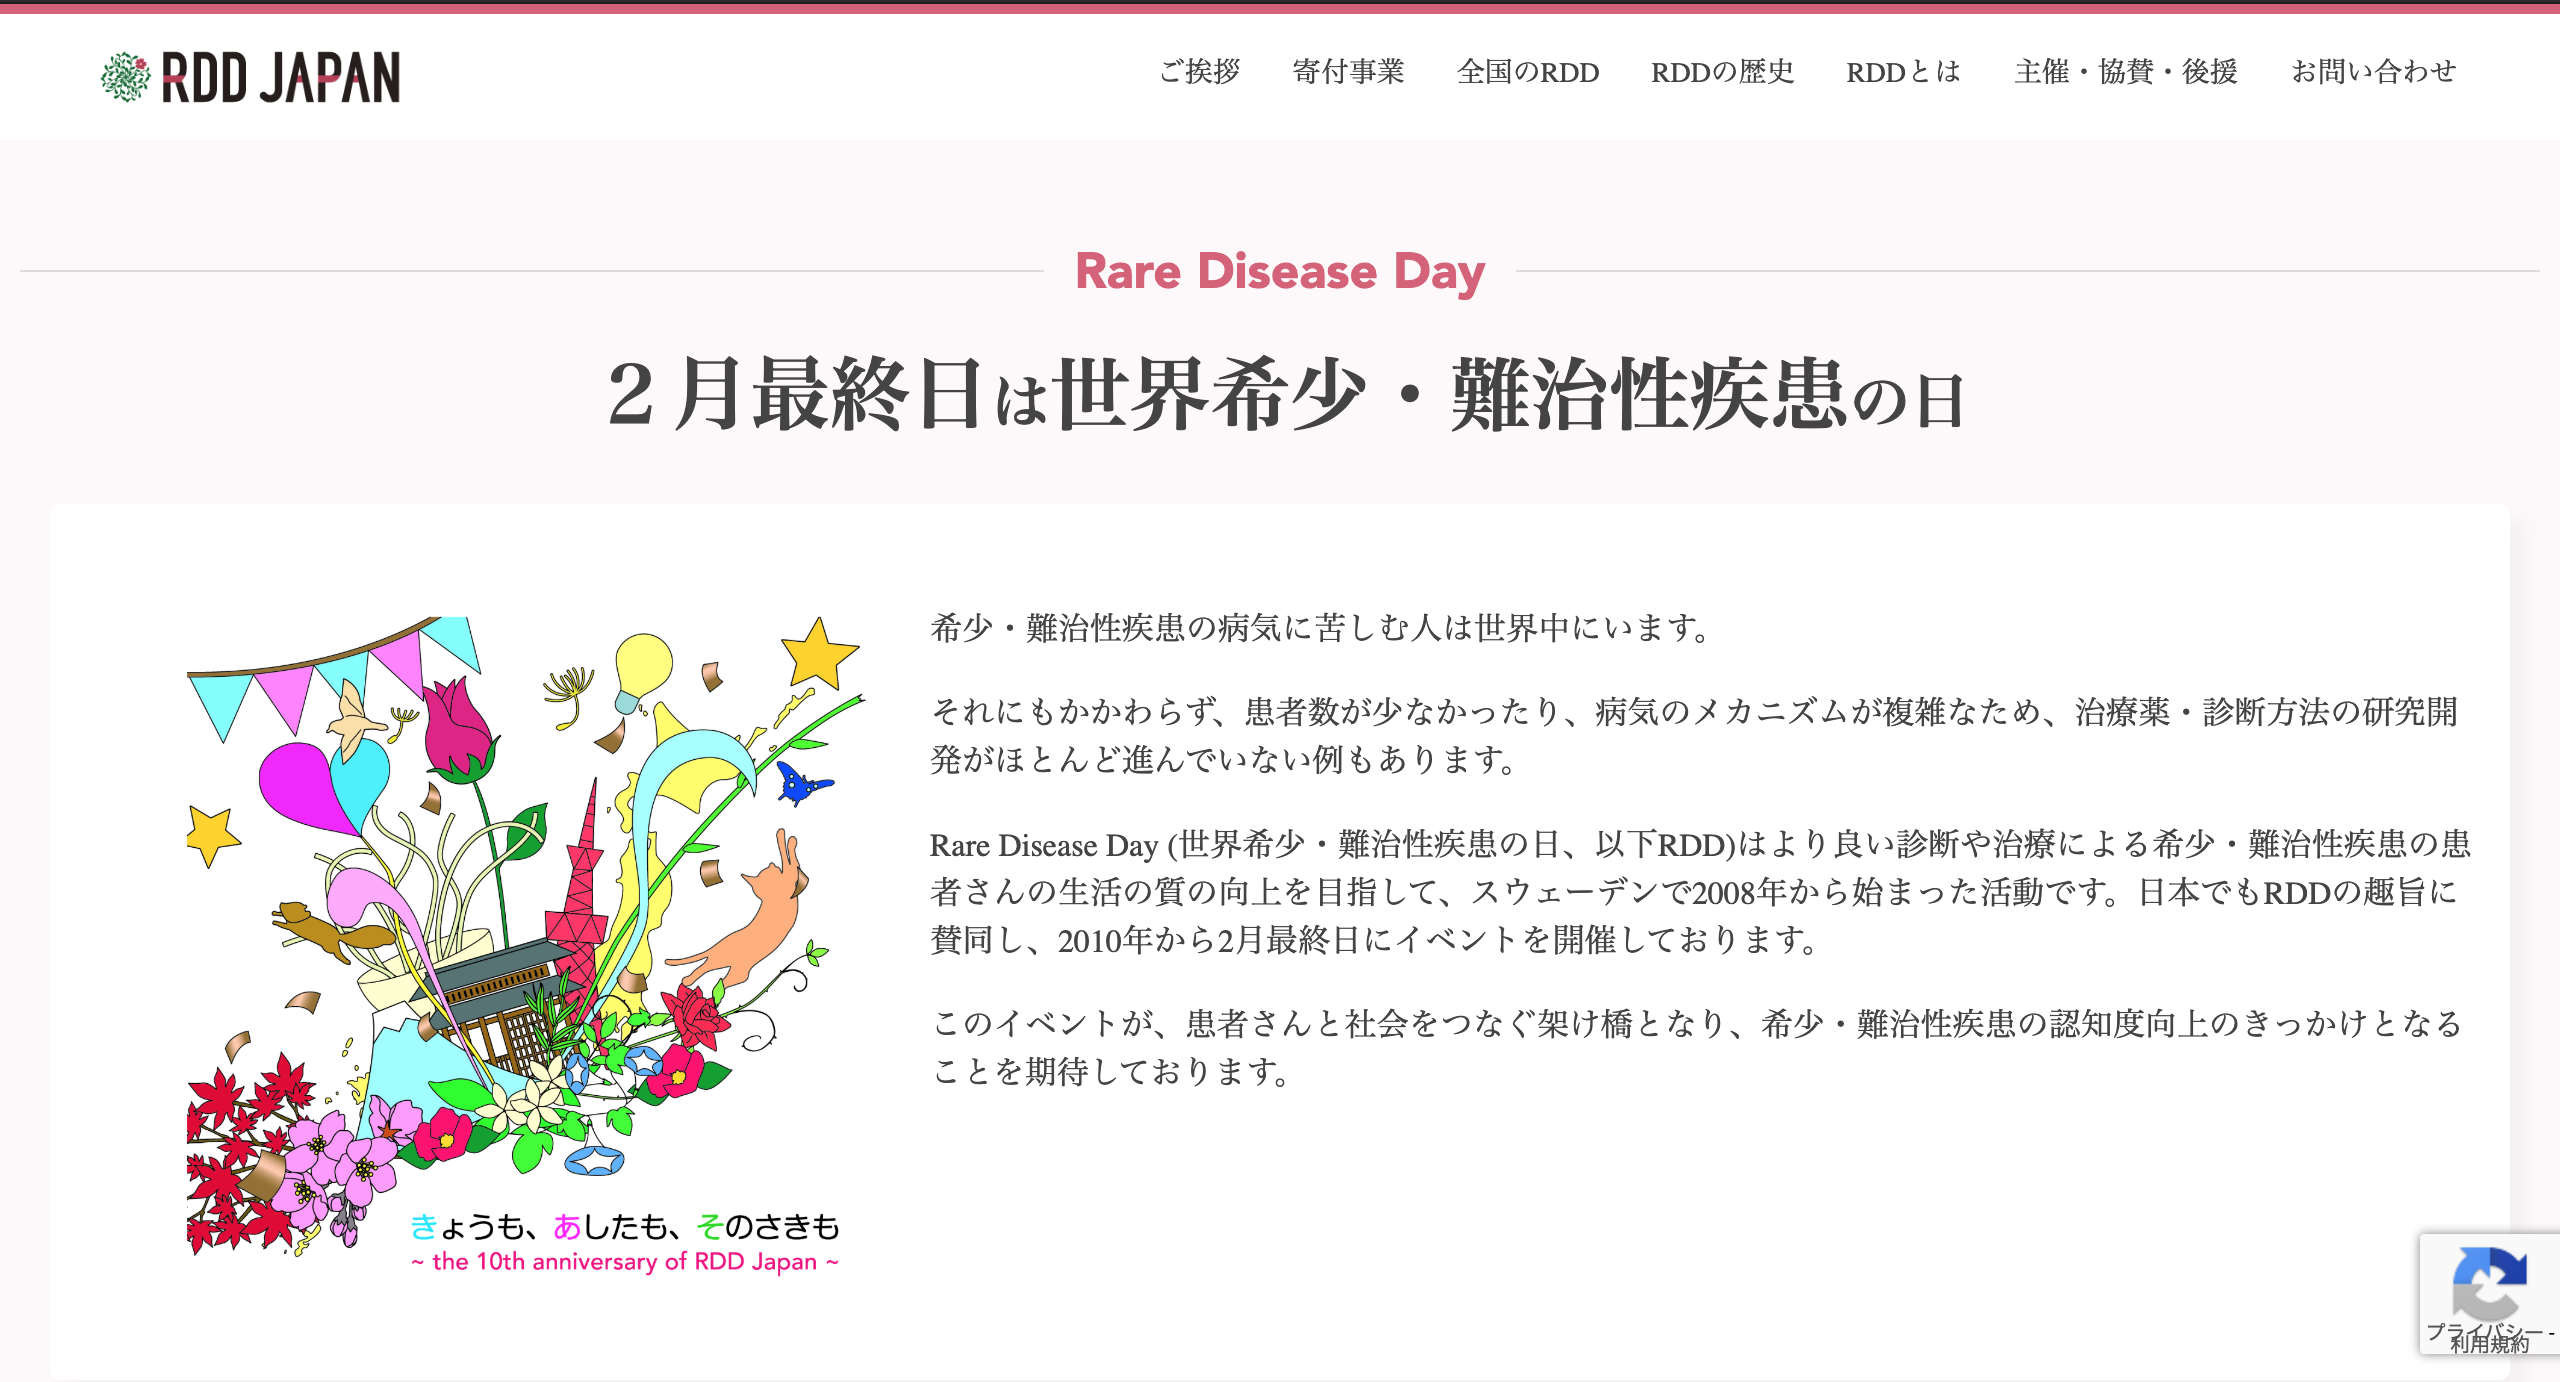 RDD JAPAN
ご挨拶 寄付事業 全国のRDD RDDの歴史 RDDとは 主催・協賛・後援 お問い合わせ
Rare Disease Day
２月最終日は世界希少・難治性疾患の日
希少・難治性疾患の病気に苦しむ人は世界中にいます。
それにもかかわらず、患者数が少なかったり、病気のメカニズムが複雑なため、治療薬・診断方法の研究開
発がほとんど進んでいない例もあります。
Rare Disease Day (世界希少・難治性疾患の日、以下RDD)はより良い診断や治療による希少・難治性疾患の患
者さんの生活の質の向上を目指して、スウェーデンで2008年から始まった活動です。日本でもRDDの趣旨に
賛同し、2010年から2月最終日にイベントを開催しております。
このイベントが、患者さんと社会をつなぐ架け橋となり、希少・難治性疾患の認知度向上のきっかけとなる
ことを期待しております。
きょうも、あしたも、そのさきも
~ the 10th anniversary of RDD Japan ~
プライバシー -
利用規約